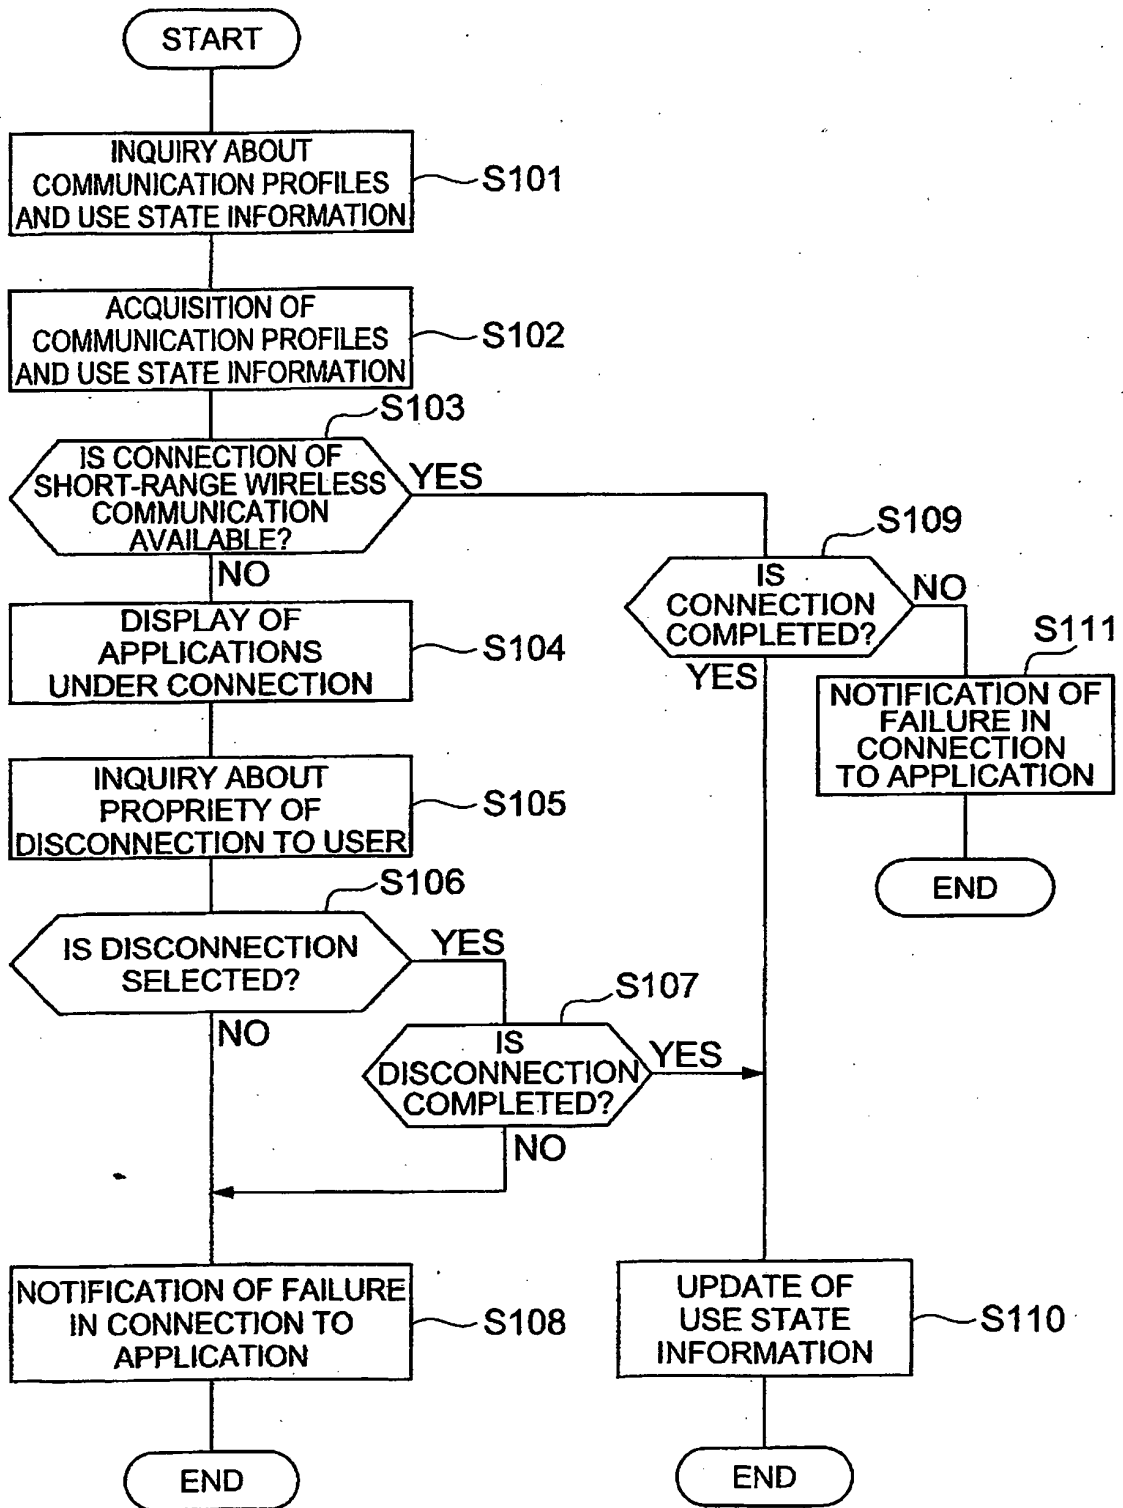 START
INQUIRY ABOUT
COMMUNICATION PROFILES
AND USE STATE INFORMATION
S101
ACQUISITION OF
COMMUNICATION PROFILES
AND USE STATE INFORMATION
S102
S103
IS CONNECTION OF
SHORT-RANGE WIRELESS
COMMUNICATION
AVAILABLE?
YES
NO
S109
IS
CONNECTION
COMPLETED?
NO
YES
S111
NOTIFICATION OF
FAILURE IN
CONNECTION
TO APPLICATION
END
DISPLAY OF
APPLICATIONS
UNDER CONNECTION
S104
INQUIRY ABOUT
PROPRIETY OF
DISCONNECTION TO USER
S105
S106
IS DISCONNECTION
SELECTED?
YES
NO
S107
IS
DISCONNECTION
COMPLETED?
YES
NO
NOTIFICATION OF FAILURE
IN CONNECTION TO
APPLICATION
S108
END
UPDATE OF
USE STATE
INFORMATION
S110
END